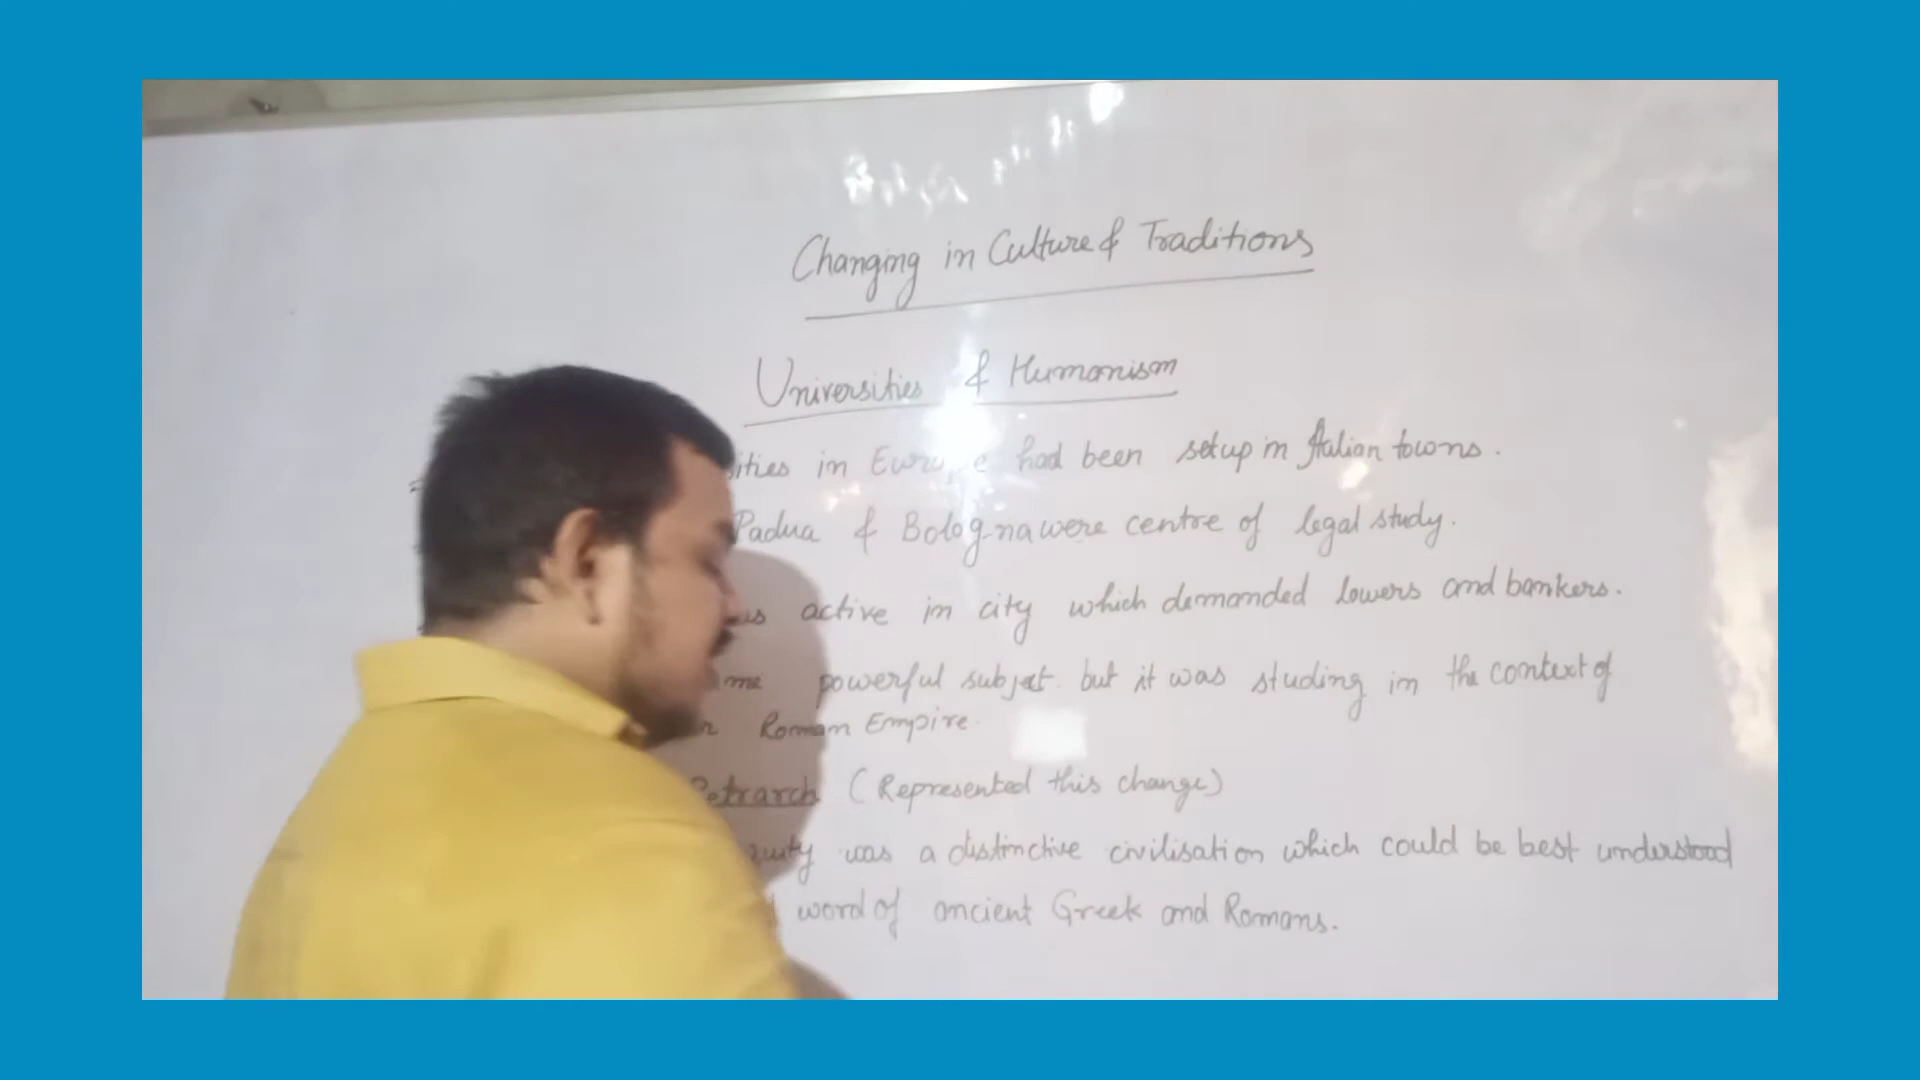 Changing in Culture & Traditions
Universities & Humanism
ities in Europe had been setup in Italian towns.
Padua & Bologna were centre of legal study.
us active in city which demanded lowers and bankers.
me powerful subject but it was studing in the context of
Roman Empire
Petrarch (Represented this change)
was a distinctive civilisation which could be best understood
word of ancient Greek and Romans.